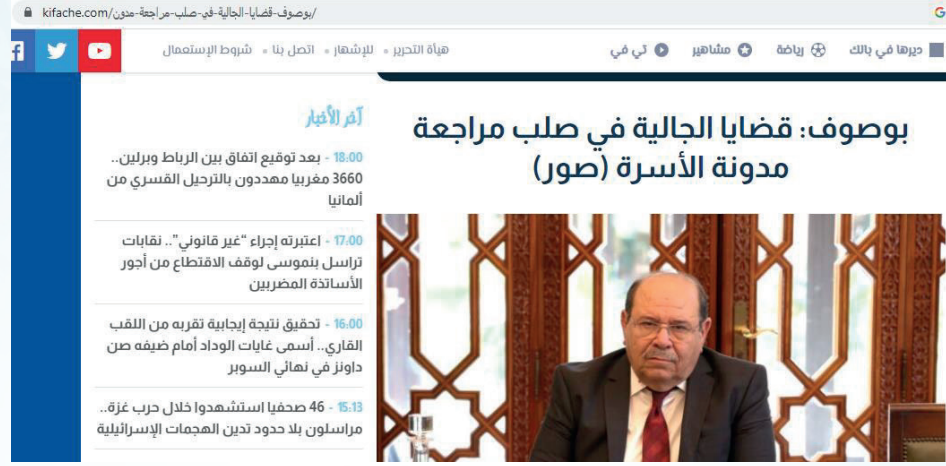 kifache.com/بوصوف-قضايا-الجالية-في-صلب-مراجعة-مدون/
ديرها في بالك
رياضة
مشاهير
تي في
هيأة التحرير
للإشهار
اتصل بنا
شروط الإستعمال
بوصوف: قضايا الجالية في صلب مراجعة
مدونة الأسرة (صور)
آخر الأخبار
18:00 - بعد توقيع اتفاق بين الرباط وبرلين..
3660 مغربيا مهددون بالترحيل القسري من
ألمانيا
17:00 - اعتبرته إجراء “غير قانوني”.. نقابات
تراسل بنموسى لوقف الاقتطاع من أجور
الأساتذة المضربين
16:00 - تحقيق نتيجة إيجابية تقربه من اللقب
القاري.. أسمى غايات الوداد أمام ضيفه صن
داونز في نهائي السوبر
15:13 - 46 صحفيا استشهدوا خلال حرب غزة..
مراسلون بلا حدود تدين الهجمات الإسرائيلية